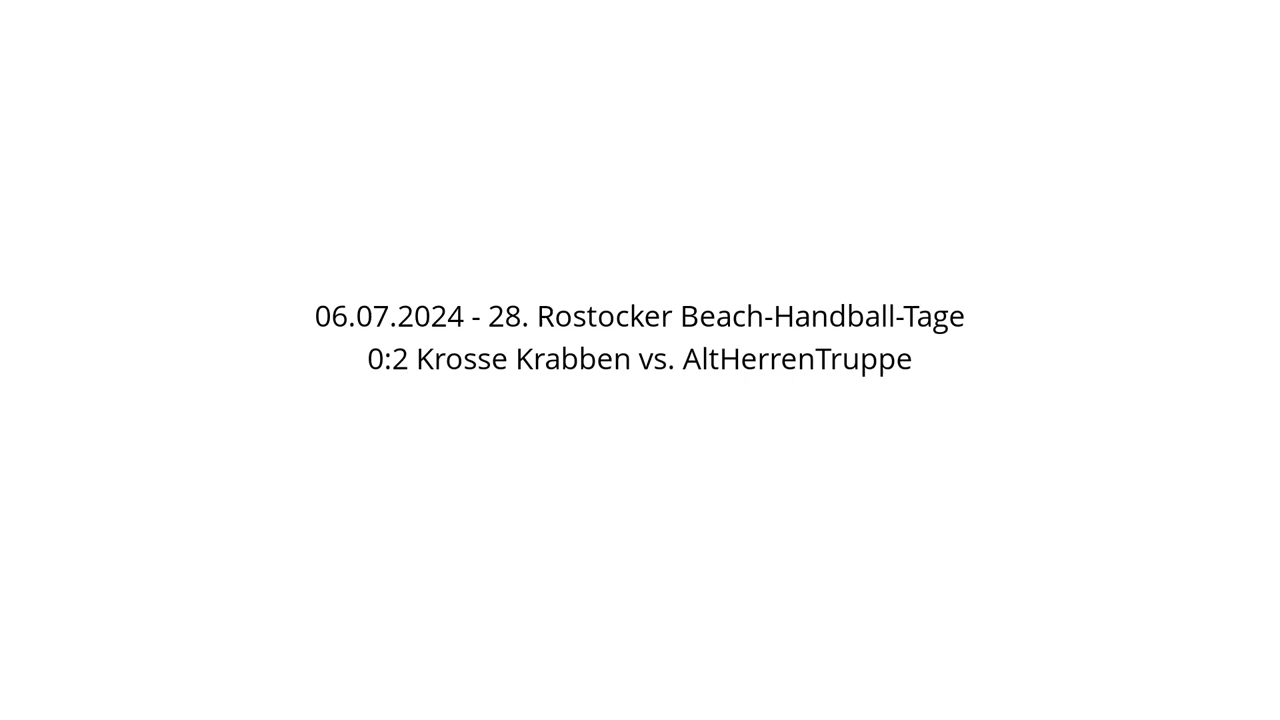 06.07.2024 - 28. Rostocker Beach-Handball-Tage
0:2 Krosse Krabben vs. AltHerrenTruppe